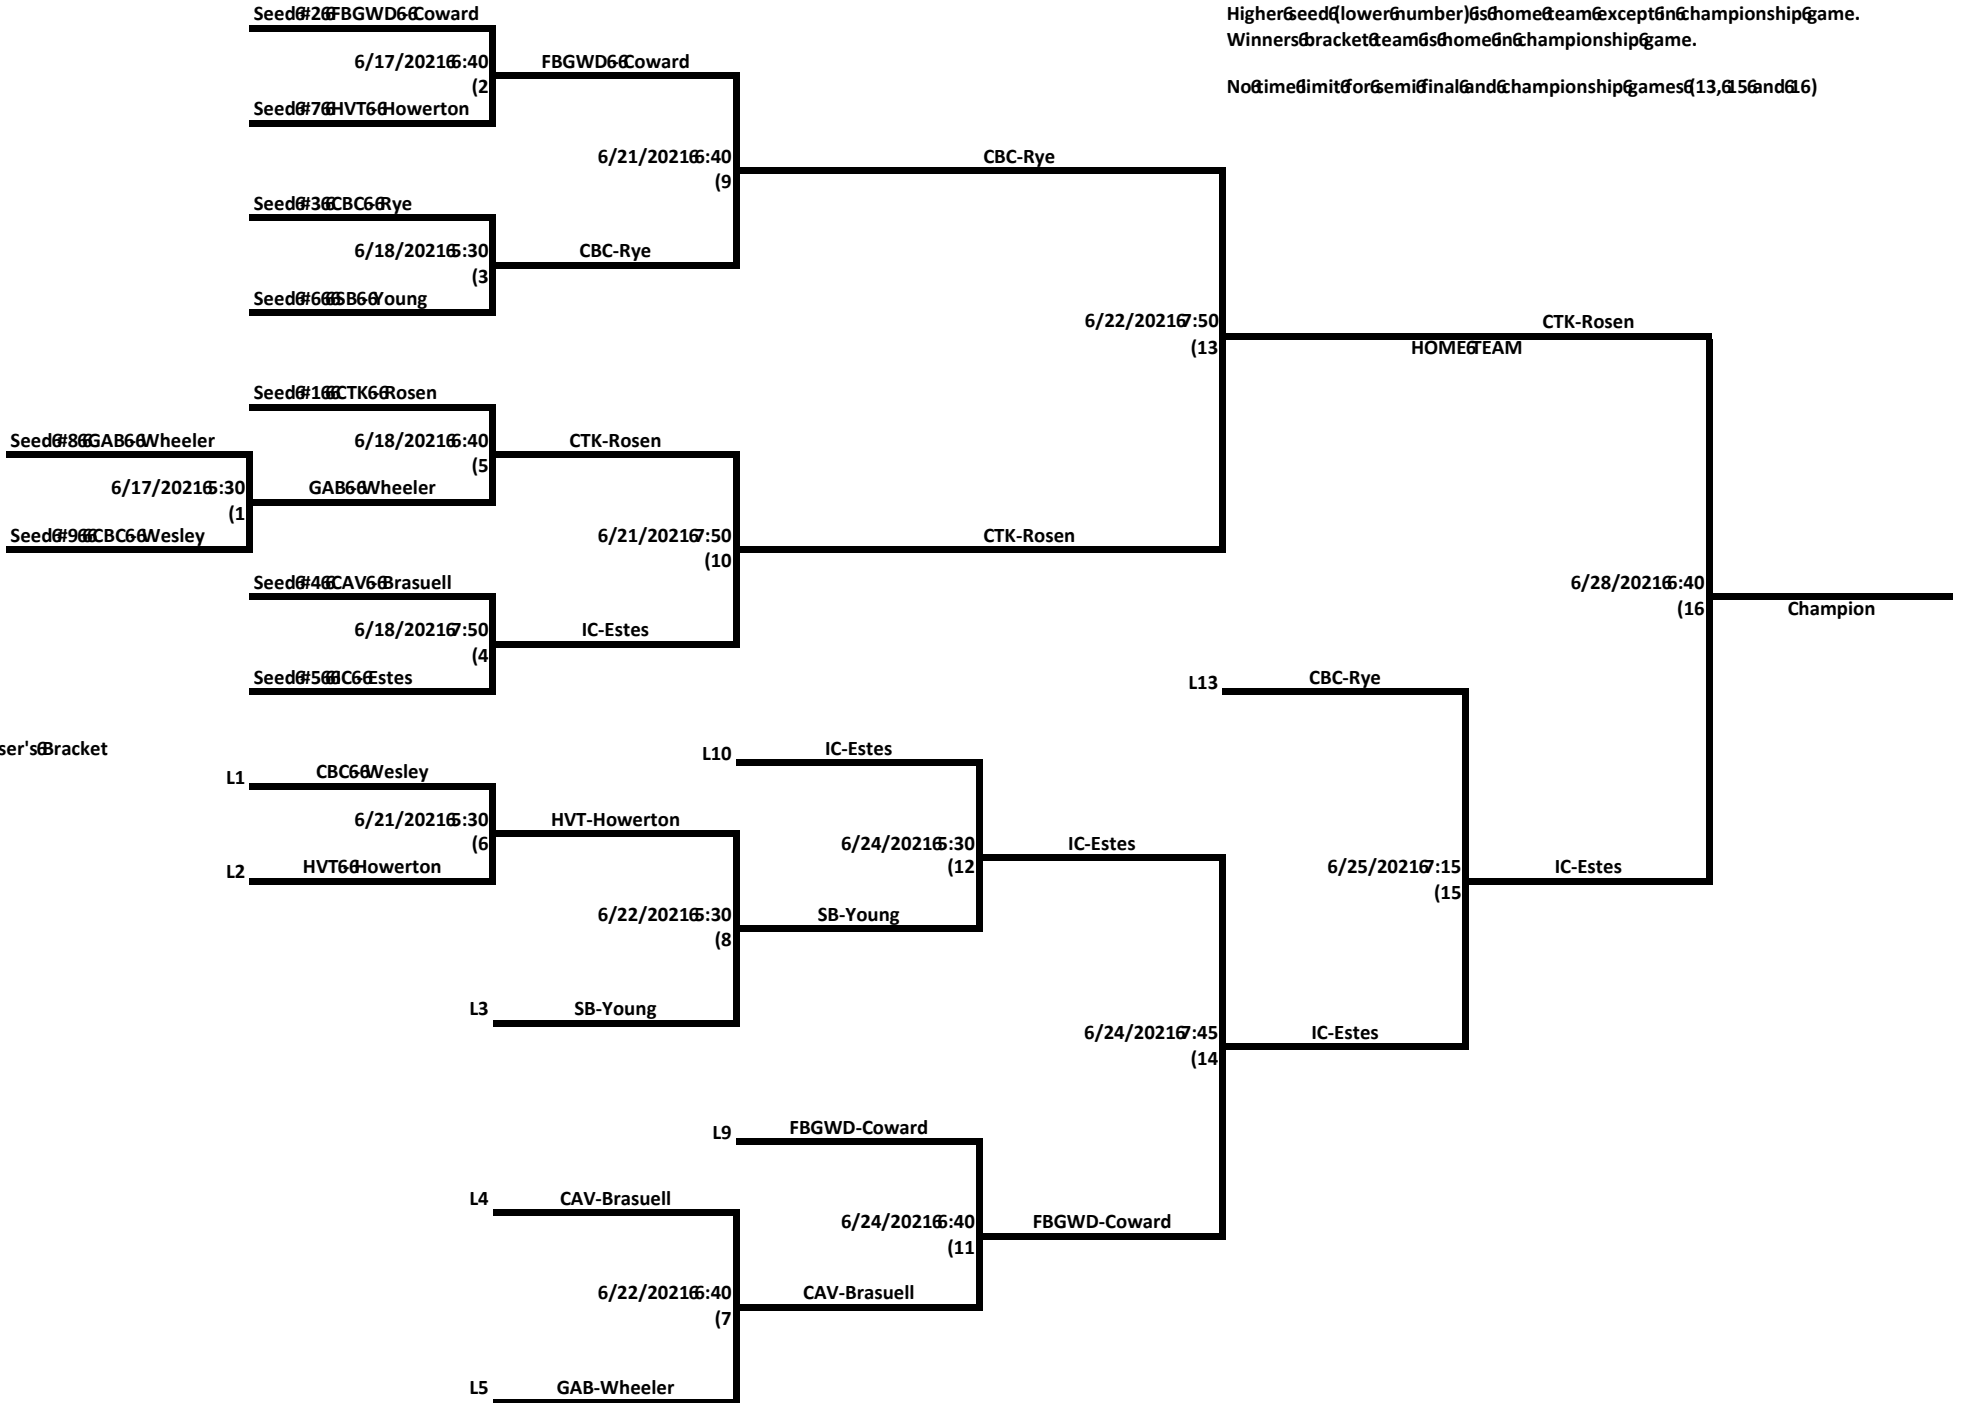 Seed #2 FBGWD - Coward
Higher seed (lower number) is home team except in championship game.
Winners bracket team is home in championship game.
6/17/2021 6:40
FBGWD - Coward
(2
No time limit for semi final and championship games (13, 15 and 16)
Seed #7 HVT - Howerton
6/21/2021 6:40
CBC-Rye
(9
Seed #3 CBC - Rye
6/18/2021 5:30
CBC-Rye
(3
Seed #6 SB - Young
6/22/2021 7:50
CTK-Rosen
(13
HOME TEAM
Seed #1 CTK - Rosen
Seed #8 GAB - Wheeler
6/18/2021 6:40
CTK-Rosen
(5
6/17/2021 5:30
GAB - Wheeler
(1
Seed #9 CBC - Wesley
6/21/2021 7:50
CTK-Rosen
(10
Seed #4 CAV - Brasuell
6/28/2021 6:40
(16
Champion
6/18/2021 7:50
IC-Estes
(4
Seed #5 IC - Estes
L13
CBC-Rye
ser's Bracket
L10
IC-Estes
L1
CBC - Wesley
6/21/2021 5:30
HVT-Howerton
(6
6/24/2021 5:30
IC-Estes
(12
L2
HVT - Howerton
6/25/2021 7:15
IC-Estes
(15
6/22/2021 5:30
SB-Young
(8
L3
SB-Young
6/24/2021 7:45
IC-Estes
(14
L9
FBGWD-Coward
L4
CAV-Brasuell
6/24/2021 6:40
FBGWD-Coward
(11
6/22/2021 6:40
CAV-Brasuell
(7
L5
GAB-Wheeler